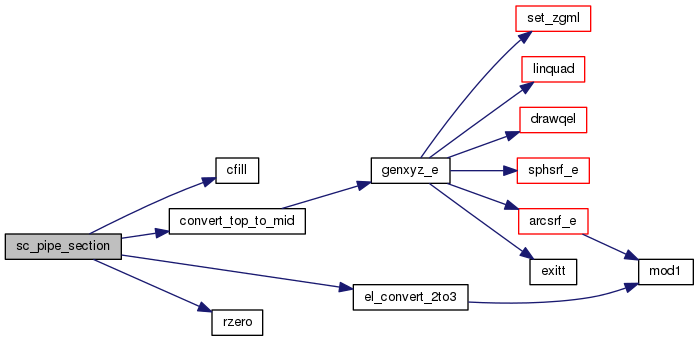 set_zgml
linquad
drawqel
cfill
genxyz_e
sphsrf_e
convert_top_to_mid
arcsrf_e
sc_pipe_section
exitt
mod1
el_convert_2to3
rzero